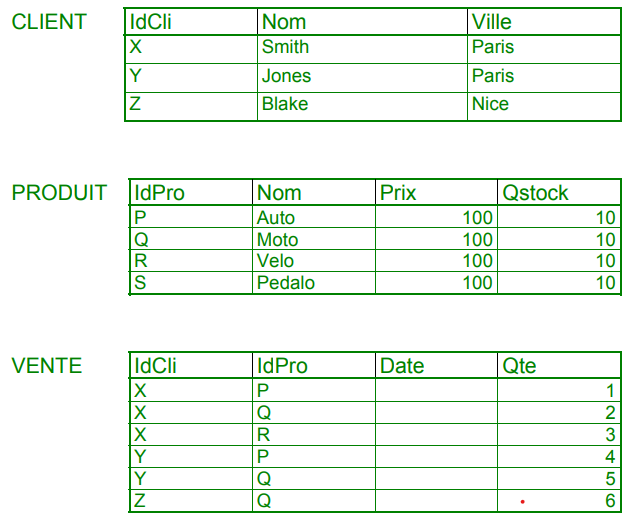 CLIENT IdCli Nom Ville
X Smith Paris
Y Jones Paris
Z Blake Nice
PRODUIT IdPro Nom Prix Qstock
P Auto 100 10
Q Moto 100 10
R Velo 100 10
S Pedalo 100 10
VENTE IdCli IdPro Date Qte
X P 1
X Q 2
X R 3
Y P 4
Y Q 5
Z Q 6